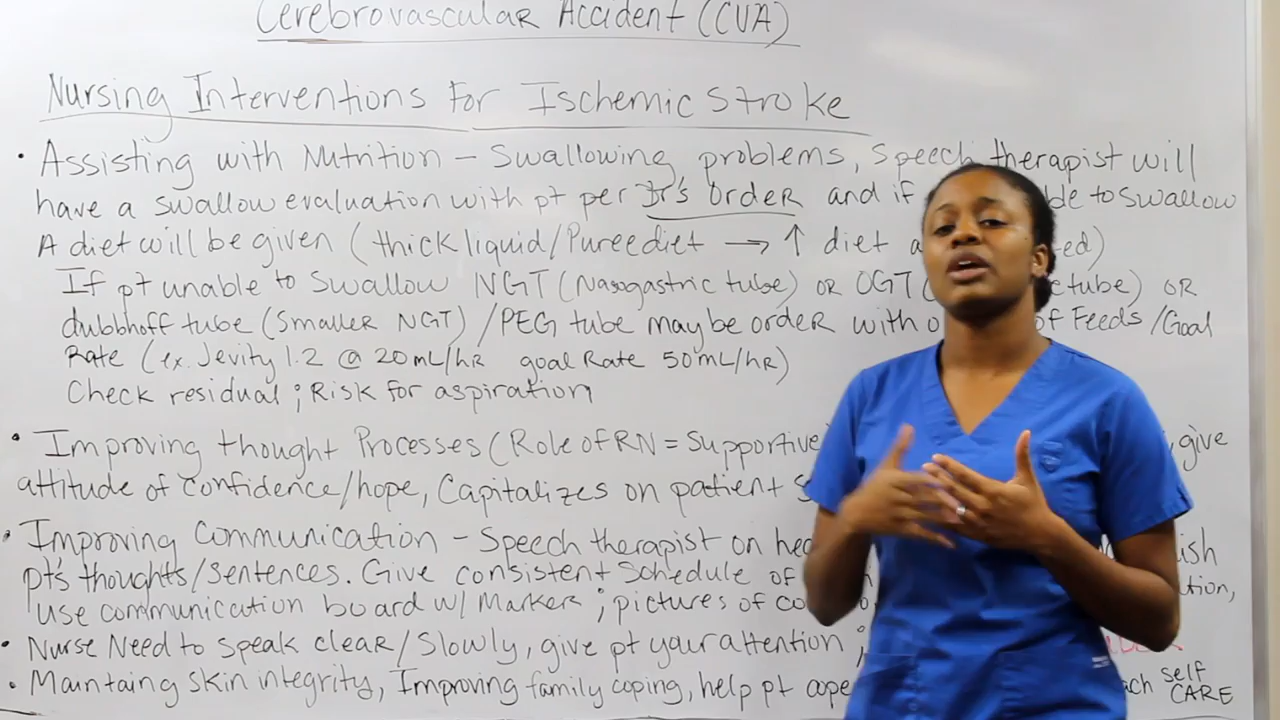 Cerebrovascular Accident (CVA)
Nursing Interventions For Ischemic Stroke
• Assisting with Nutrition – Swallowing problems, Speech therapist will
have a swallow evaluation with pt per Dr's order and if to swallow
A diet will be given (thick liquid/Puree diet → ↑ diet
If pt unable to swallow NGT (Nasogastric tube) or OGT ( tube) OR
dubbhoff tube (smaller NGT) /PEG tube may be order with of Feeds /Goal
Rate (ex. Jevity 1.2 @ 20mL/hr goal Rate 50mL/hr)
Check residual ; Risk for aspiration
• Improving thought Processes (Role of RN = Supportive give
attitude of confidence/hope, Capitalizes on patient
• Improving Communication – Speech therapist on
pt's thoughts/sentences. Give consistent schedule of
Use communication board w/ Marker ; pictures of
• Nurse Need to speak clear/Slowly, give pt your attention ;
• Maintaing skin integrity, Improving family coping, help pt self
CARE